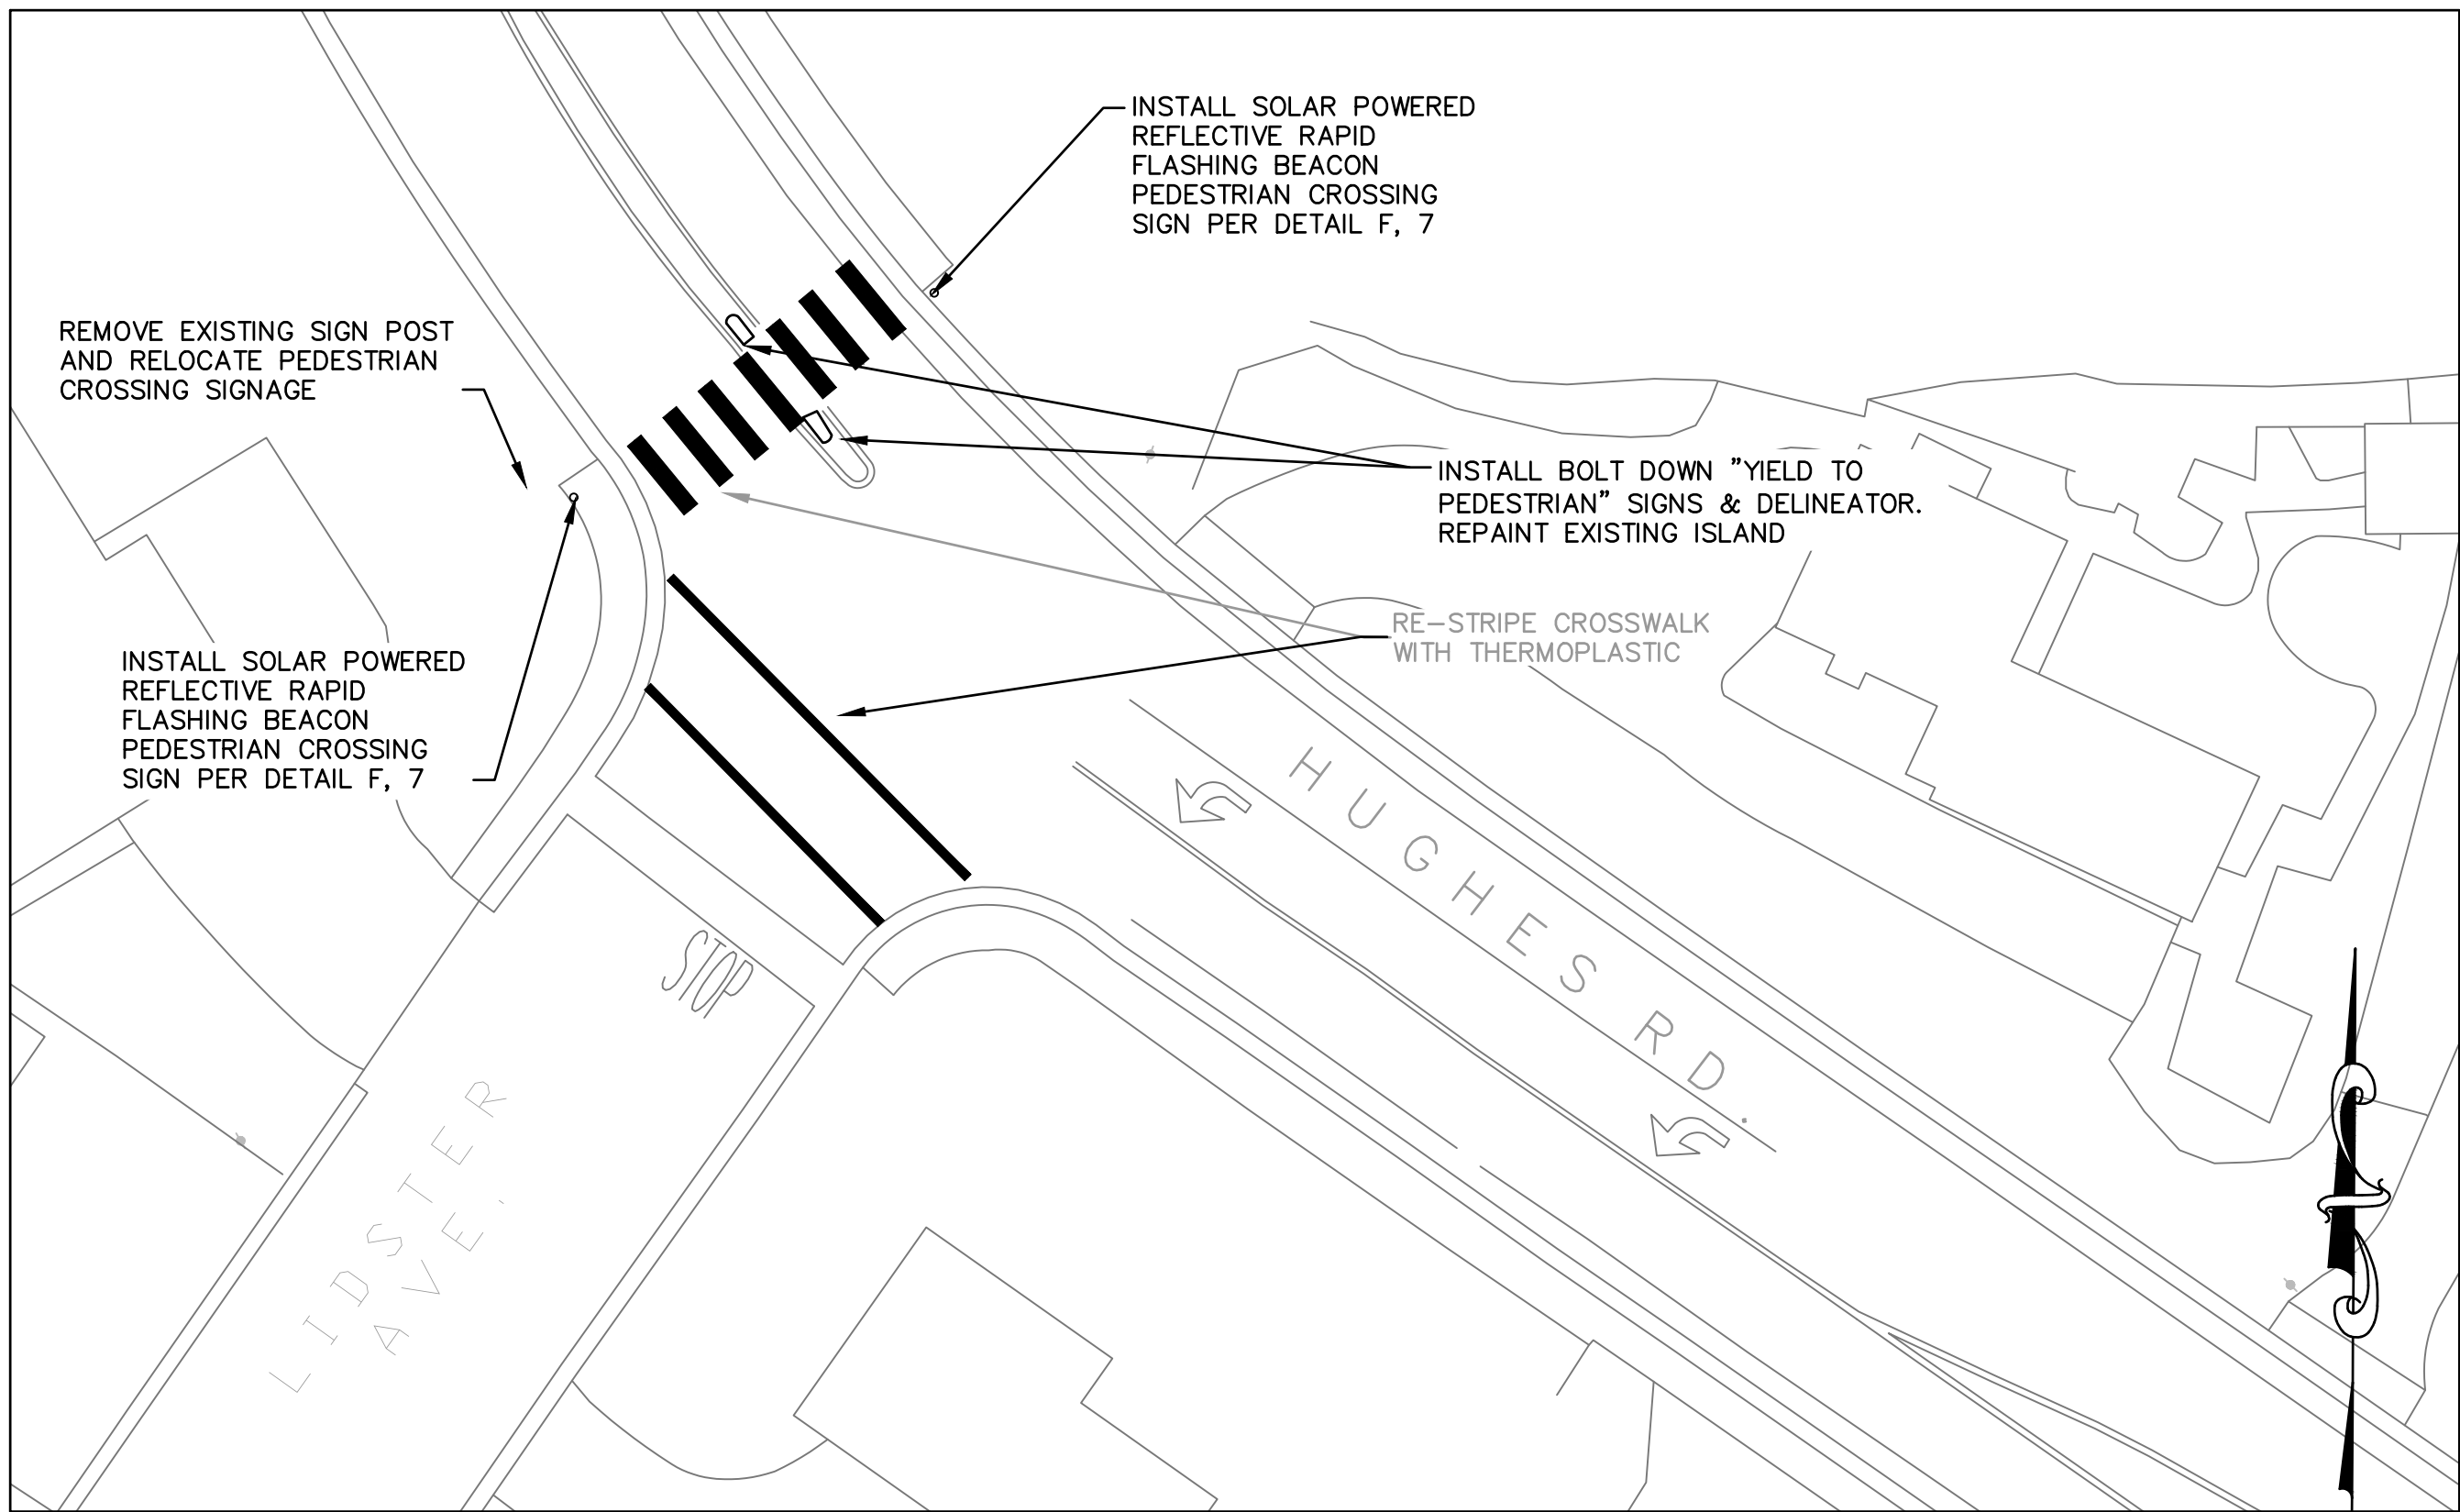 INSTALL SOLAR POWERED
REFLECTIVE RAPID
FLASHING BEACON
PEDESTRIAN CROSSING
SIGN PER DETAIL F, 7
REMOVE EXISTING SIGN POST
AND RELOCATE PEDESTRIAN
CROSSING SIGNAGE
INSTALL BOLT DOWN "YIELD TO
PEDESTRIAN" SIGNS & DELINEATOR.
REPAINT EXISTING ISLAND
RE-STRIPE CROSSWALK
WITH THERMOPLASTIC
INSTALL SOLAR POWERED
REFLECTIVE RAPID
FLASHING BEACON
PEDESTRIAN CROSSING
SIGN PER DETAIL F, 7
HUGHES RD.
STOP
LIDSTER
AVE.